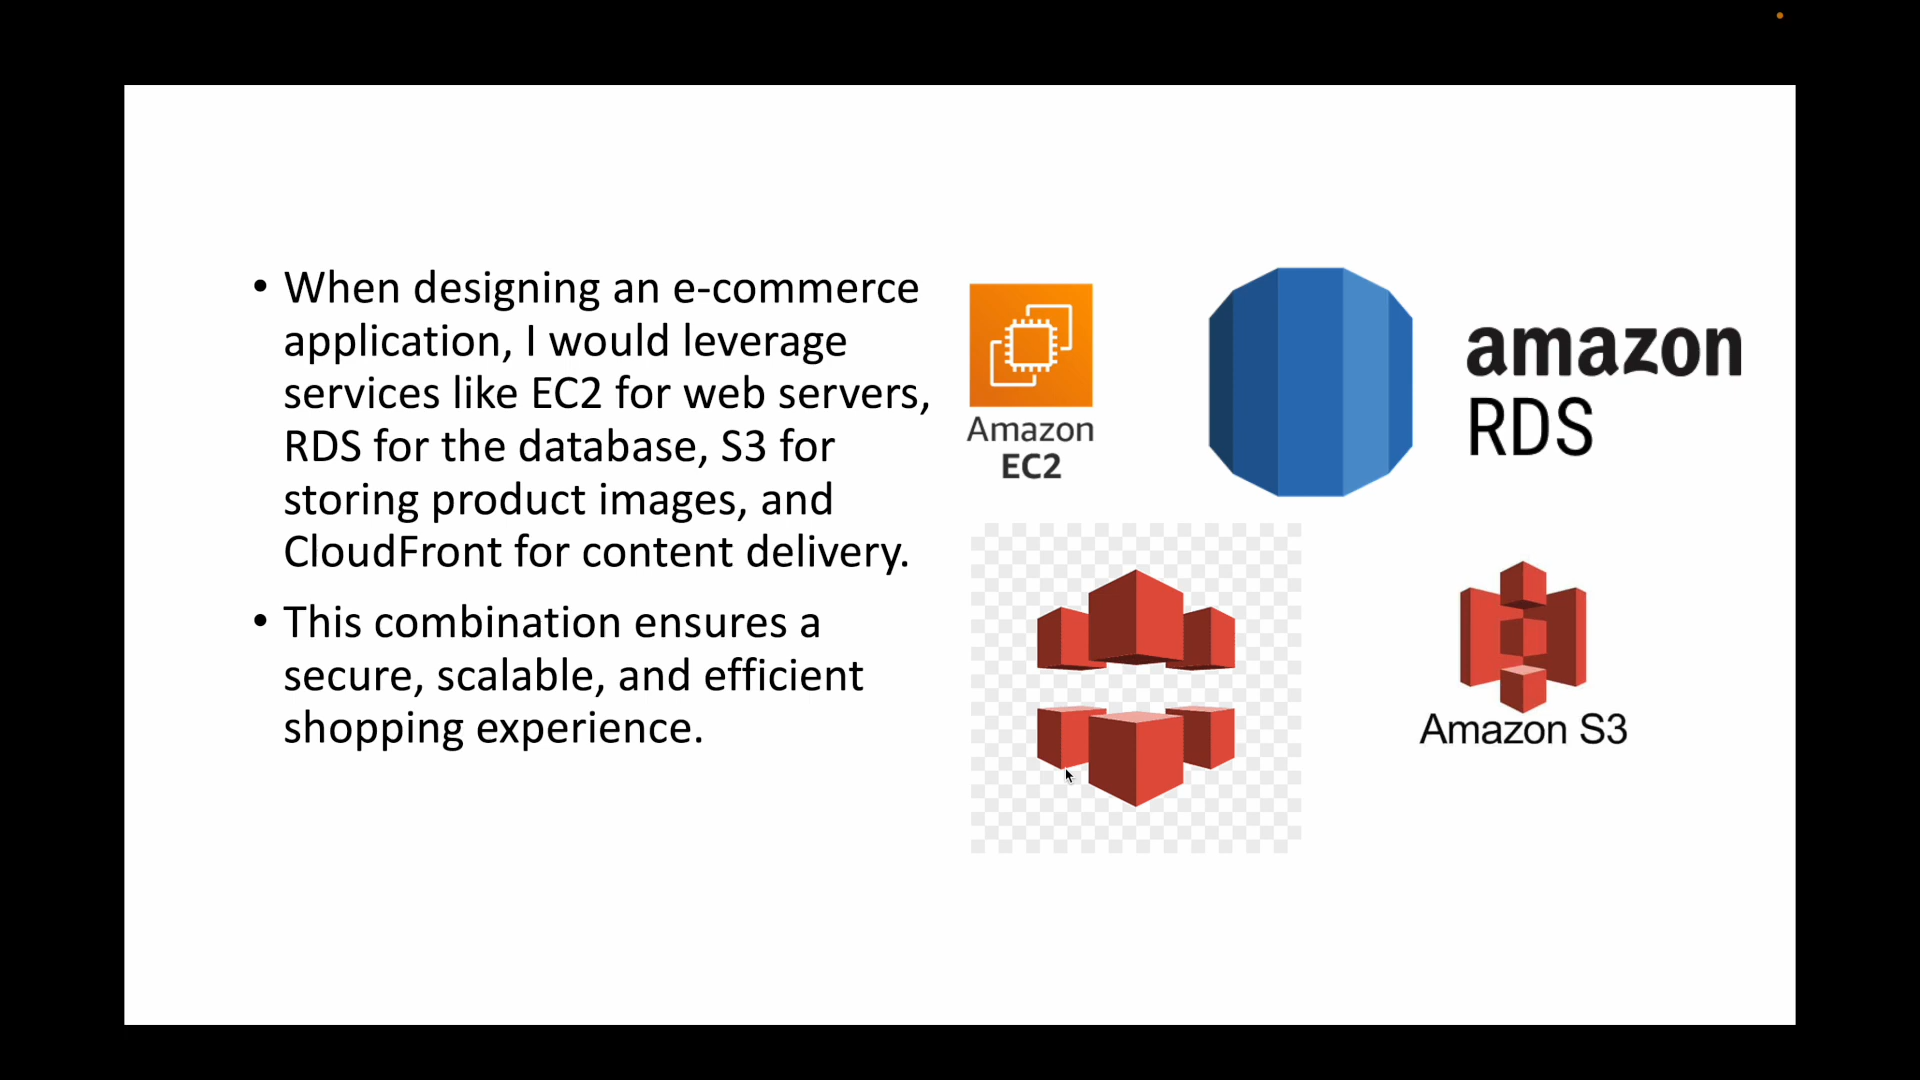 • When designing an e-commerce
application, I would leverage
services like EC2 for web servers,
RDS for the database, S3 for
storing product images, and
CloudFront for content delivery.
• This combination ensures a
secure, scalable, and efficient
shopping experience.
Amazon
EC2
amazon
RDS
Amazon S3